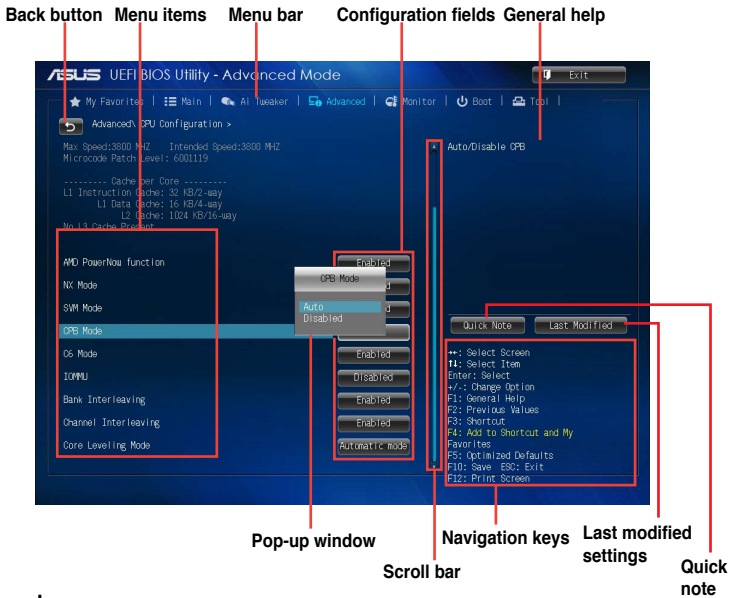 Back button Menu items Menu bar Configuration fields General help
ASUS UEFI BIOS Utility - Advanced Mode
Exit
My Favorites | Main | Ai Tweaker | Advanced | Monitor | Boot | Tool |
Advanced\ CPU Configuration >
Max Speed:3800 MHZ Intended Speed:3800 MHZ
Microcode Patch Level: 6001119
--------- Cache per Core ---------
L1 Instruction Cache: 32 KB/2-way
L1 Data Cache: 16 KB/4-way
L2 Cache: 1024 KB/16-way
No L3 Cache Present
Auto/Disable CPB
AMD PowerNow function Enabled
NX Mode
SVM Mode
CPB Mode
C6 Mode Enabled
IOMMU Disabled
Bank Interleaving Enabled
Channel Interleaving Enabled
Core Leveling Mode Automatic mode
CPB Mode
Auto
Disabled
Quick Note Last Modified
→←: Select Screen
↑↓: Select Item
Enter: Select
+/-: Change Option
F1: General Help
F2: Previous Values
F3: Shortcut
F4: Add to Shortcut and My
Favorites
F5: Optimized Defaults
F10: Save ESC: Exit
F12: Print Screen
Pop-up window
Scroll bar
Navigation keys
Last modified
settings
Quick
note